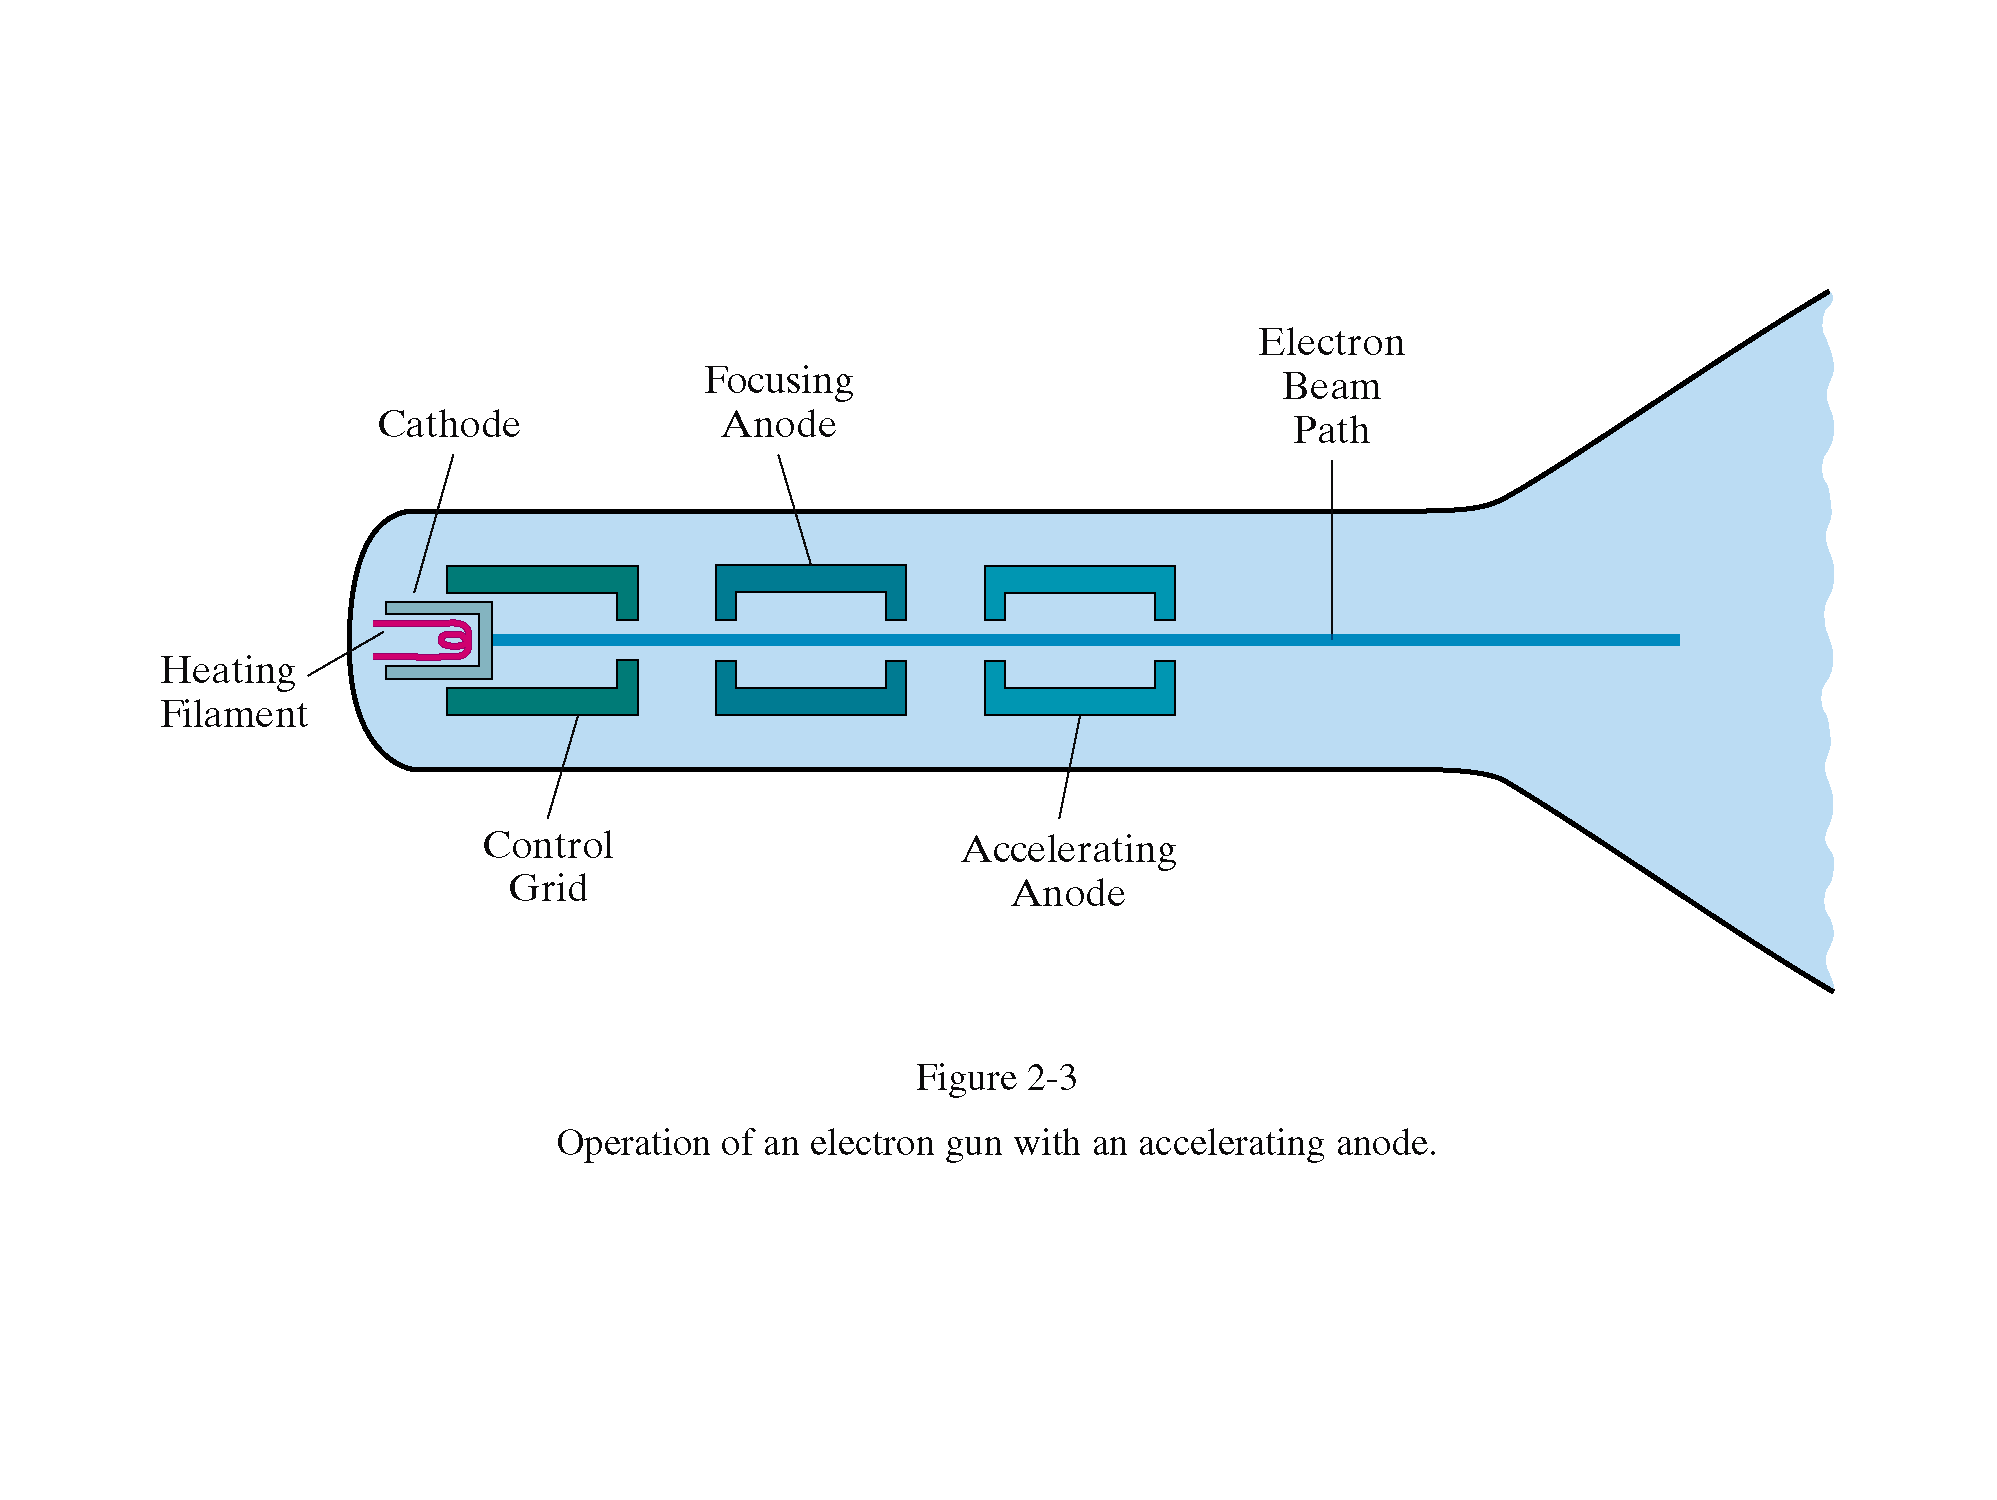 Electron
Beam
Path
Focusing
Anode
Cathode
Heating
Filament
Control
Grid
Accelerating
Anode
Figure 2-3
Operation of an electron gun with an accelerating anode.